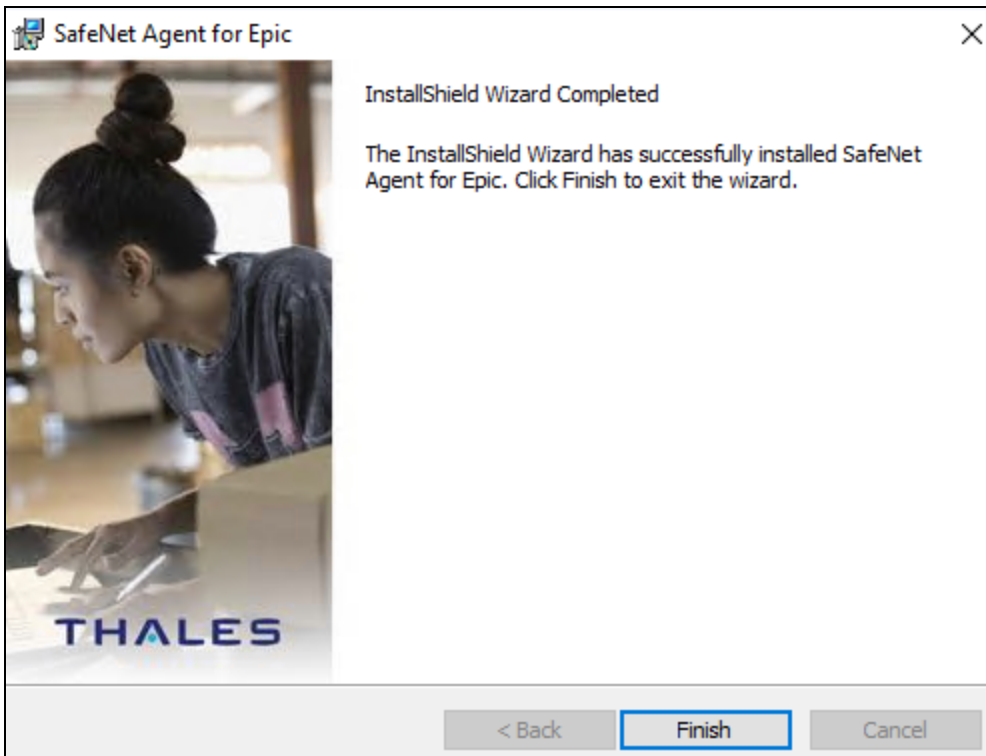 SafeNet Agent for Epic
InstallShield Wizard Completed
The InstallShield Wizard has successfully installed SafeNet
Agent for Epic. Click Finish to exit the wizard.
THALES
< Back
Finish
Cancel